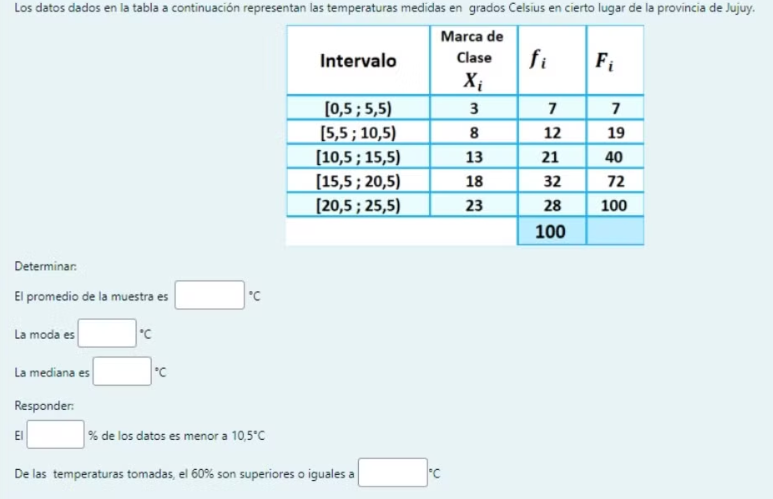 Los datos dados en la tabla a continuación representan las temperaturas medidas en grados Celsius en cierto lugar de la provincia de Jujuy.
Intervalo Marca de Clase Xi fi Fi
[0,5 ; 5,5) 3 7 7
[5,5 ; 10,5) 8 12 19
[10,5 ; 15,5) 13 21 40
[15,5 ; 20,5) 18 32 72
[20,5 ; 25,5) 23 28 100
100
Determinar:
El promedio de la muestra es °C
La moda es °C
La mediana es °C
Responder:
El % de los datos es menor a 10,5°C
De las temperaturas tomadas, el 60% son superiores o iguales a °C